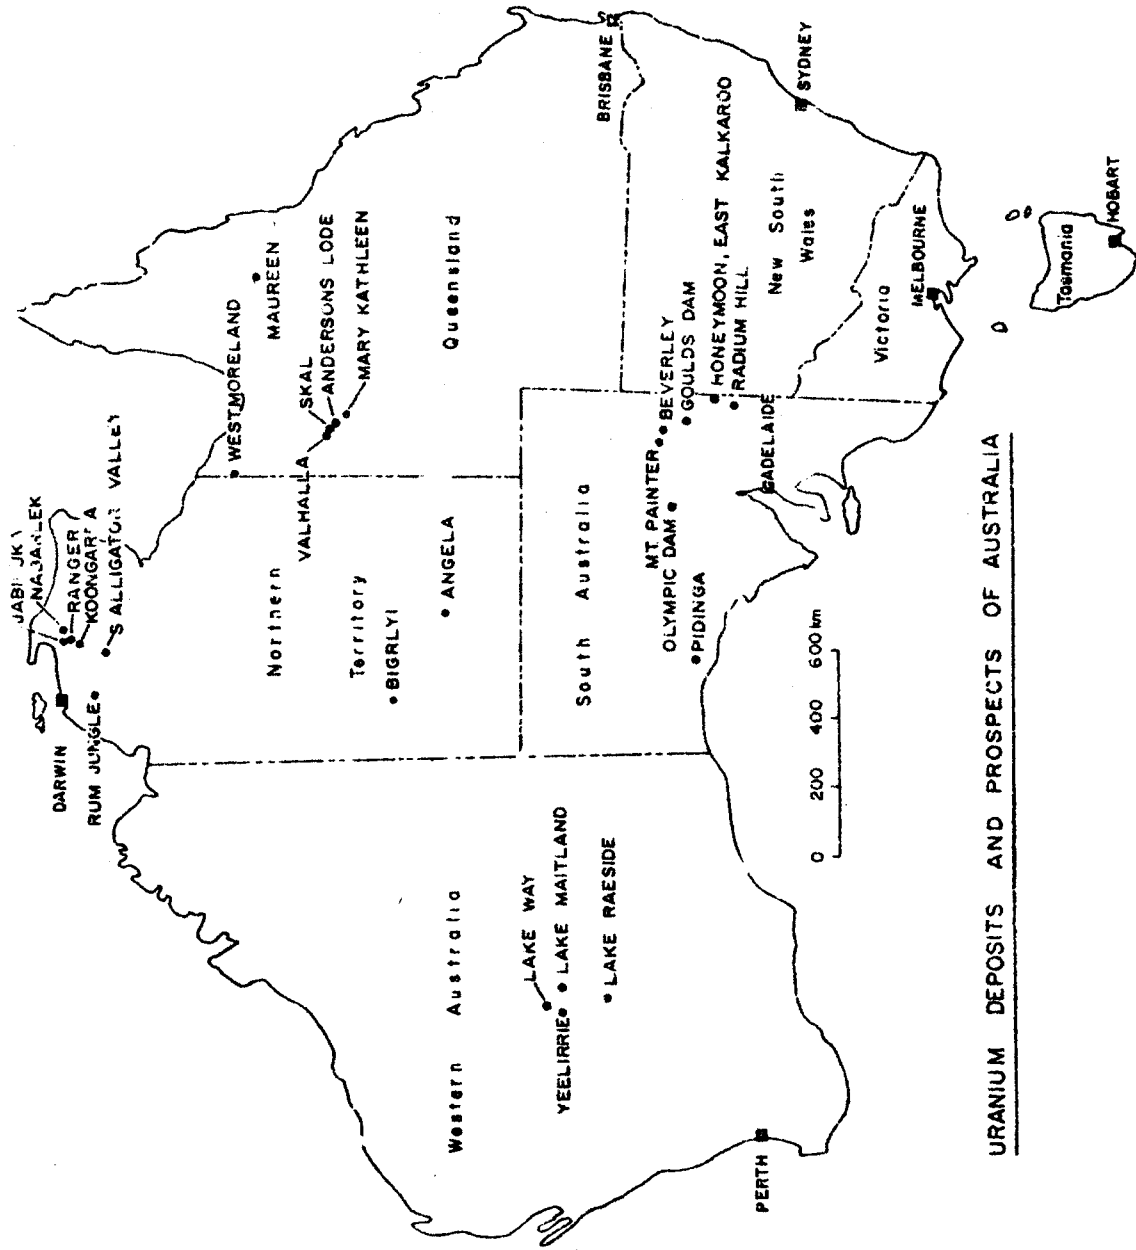 NABARLEK
RANGER
S ALLIGATOR VALLEY
DARWIN
RUM JUNGLE
WESTMORELAND
MAUREEN
SKAL
ANDERSONS LODE
MARY KATHLEEN
VALHALLA
Northern
Territory
BIGRLYI
ANGELA
Queensland
Western Australia
LAKE WAY
YEELIRRIE
LAKE MAITLAND
LAKE RAESIDE
PERTH
South Australia
MT. PAINTER
BEVERLEY
OLYMPIC DAM
GOULDS DAM
PIDINGA
HONEYMOON, EAST KALKAROO
RADIUM HILL
ADELAIDE
BRISBANE
New South
Wales
SYDNEY
Victoria
MELBOURNE
Tasmania
HOBART
0 200 400 600 km
URANIUM DEPOSITS AND PROSPECTS OF AUSTRALIA